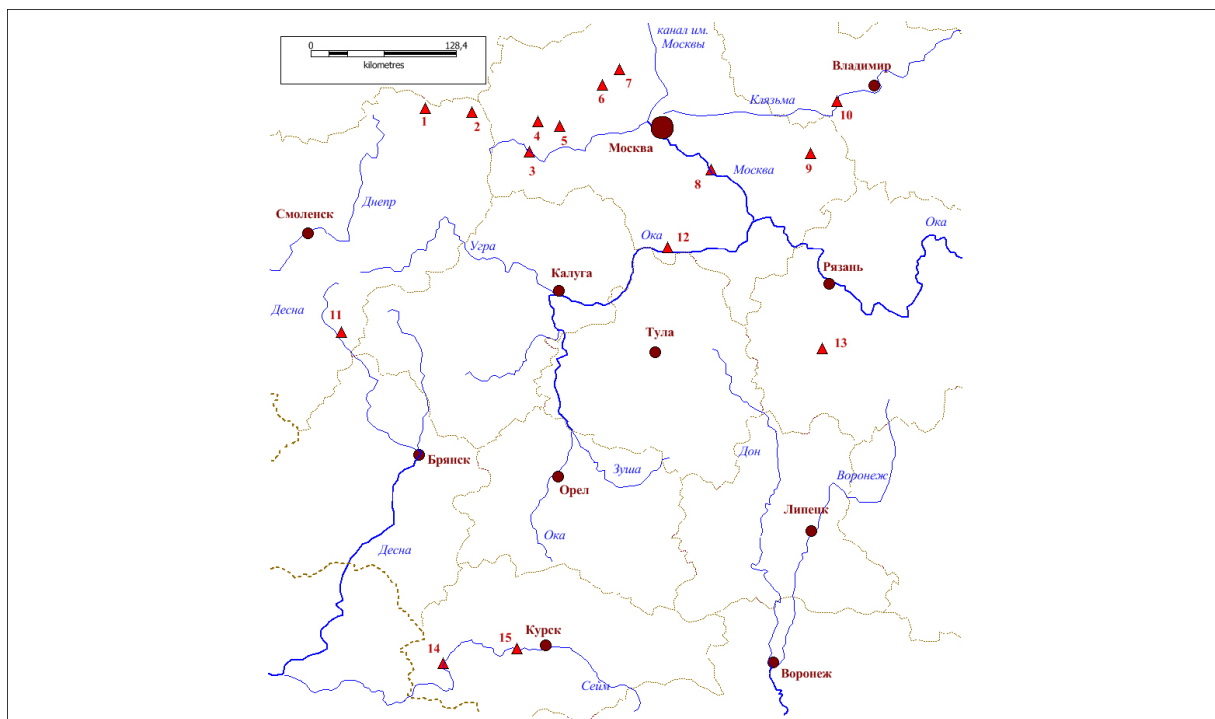 канал им.
Москвы
0 128,4
kilometres
Владимир
7
6
Клязьма
10
1
2
4
5
Москва
3
9
Москва
8
Днепр
Смоленск
Ока
Ока
12
Угра
Калуга
Рязань
Десна
11
Тула
13
Дон
Брянск
Зуша
Воронеж
Орел
Липецк
Ока
Десна
Курск
15
14
Воронеж
Сейм